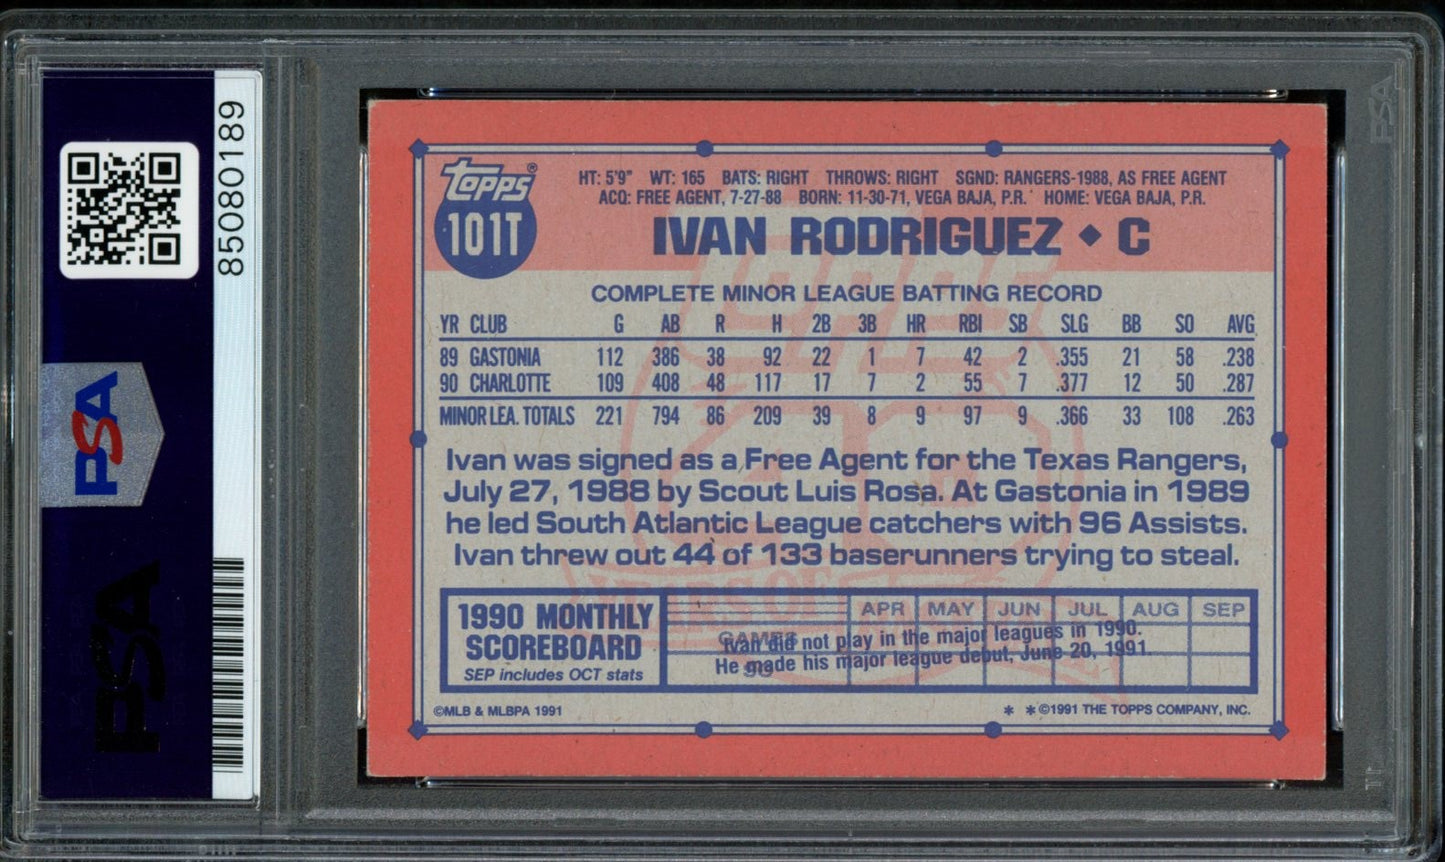 85080189
PSA
PSA
PSA
topps®
101T
HT: 5'9" WT: 165 BATS: RIGHT THROWS: RIGHT SGND: RANGERS-1988, AS FREE AGENT
ACQ: FREE AGENT, 7-27-88 BORN: 11-30-71, VEGA BAJA, P.R. HOME: VEGA BAJA, P.R.
IVAN RODRIGUEZ ◆ C
COMPLETE MINOR LEAGUE BATTING RECORD
YR CLUB G AB R H 2B 3B HR RBI SB SLG BB SO AVG
89 GASTONIA 112 386 38 92 22 1 7 42 2 .355 21 58 .238
90 CHARLOTTE 109 408 48 117 17 7 2 55 7 .377 12 50 .287
MINOR LEA. TOTALS 221 794 86 209 39 8 9 97 9 .366 33 108 .263
Ivan was signed as a Free Agent for the Texas Rangers,
July 27, 1988 by Scout Luis Rosa. At Gastonia in 1989
he led South Atlantic League catchers with 96 Assists.
Ivan threw out 44 of 133 baserunners trying to steal.
TOPPS
40
YEARS OF
1990 MONTHLY
SCOREBOARD
SEP includes OCT stats
APR MAY JUN JUL AUG SEP
GAMES
90
Ivan did not play in the major leagues in 1990.
He made his major league debut, June 20, 1991.
©MLB & MLBPA 1991
* * ©1991 THE TOPPS COMPANY, INC.